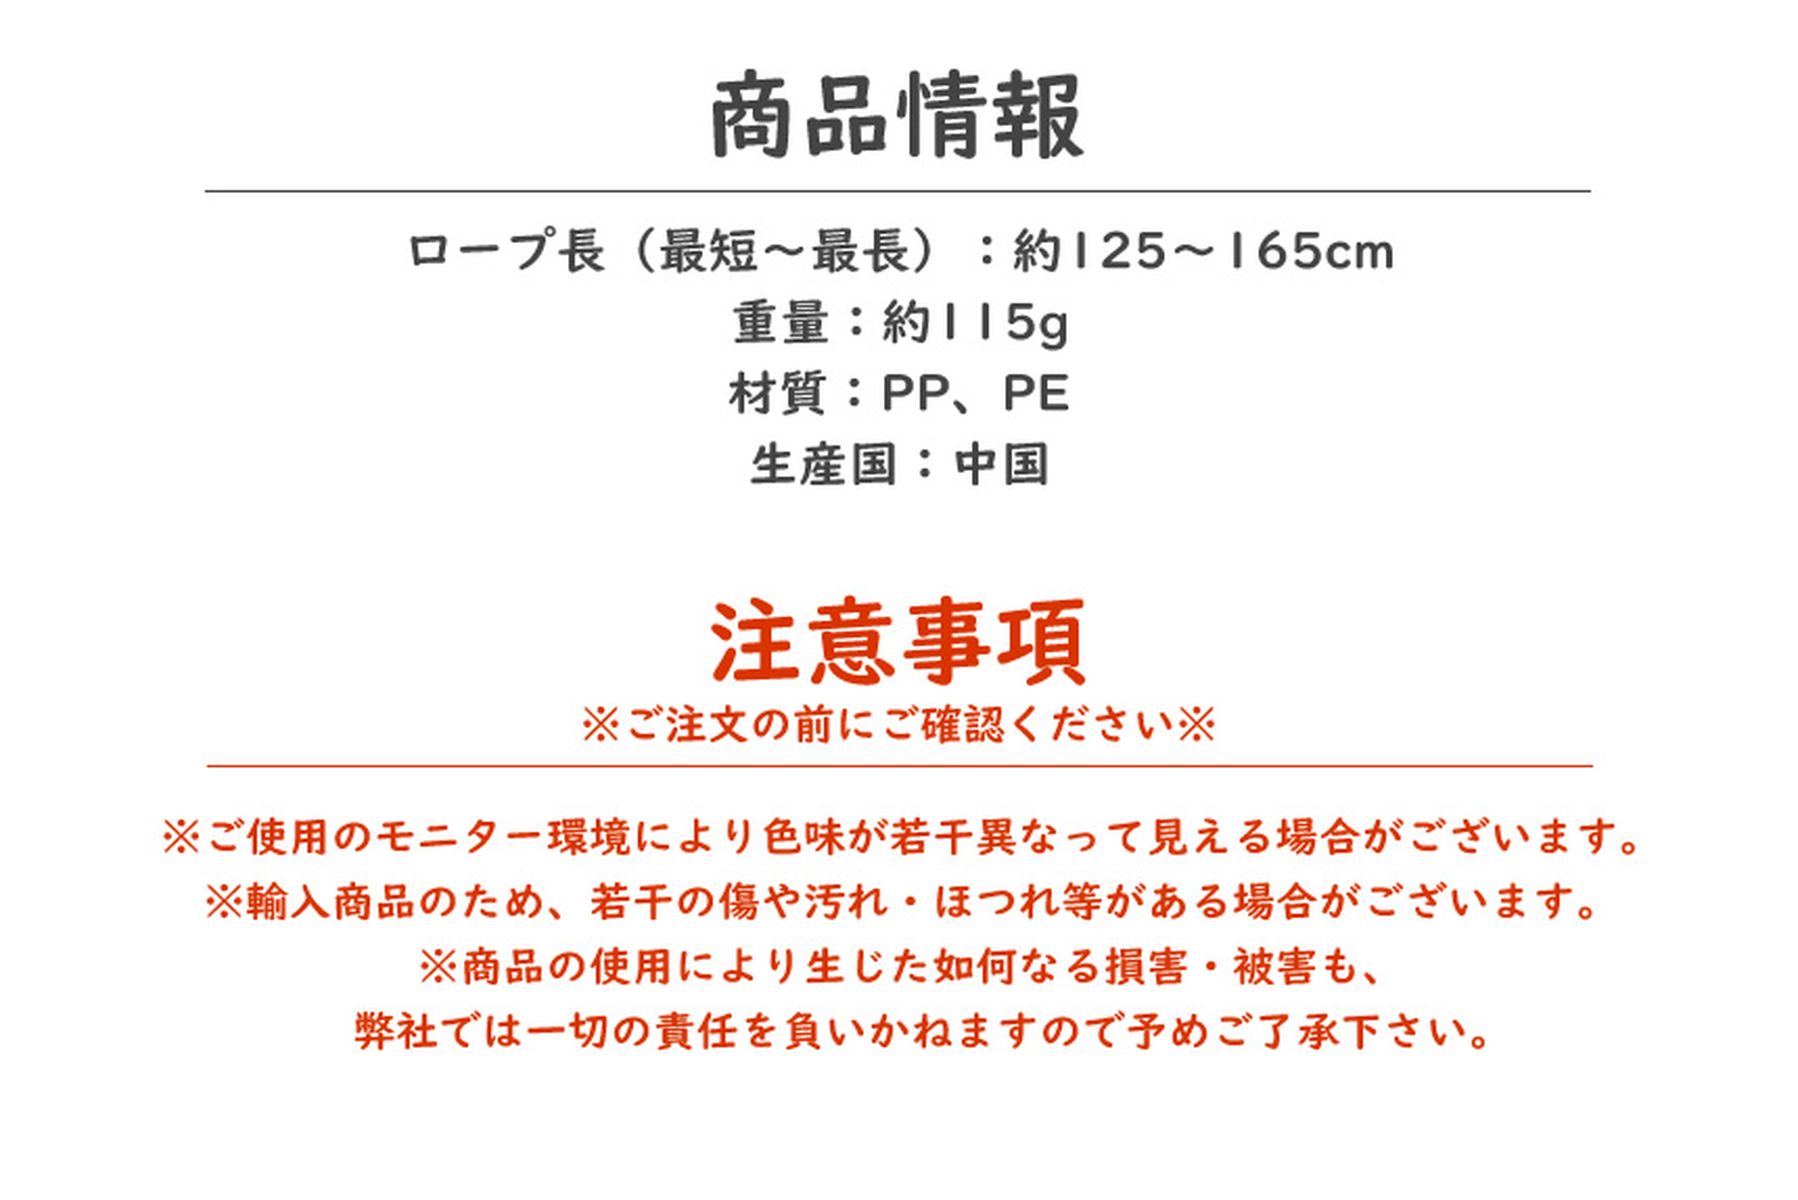 商品情報
ロープ長（最短～最長）：約125～165cm
重量：約115g
材質：PP、PE
生産国：中国
注意事項
※ご注文の前にご確認ください※
※ご使用のモニター環境により色味が若干異なって見える場合がございます。
※輸入商品のため、若干の傷や汚れ・ほつれ等がある場合がございます。
※商品の使用により生じた如何なる損害・被害も、
弊社では一切の責任を負いかねますので予めご了承下さい。